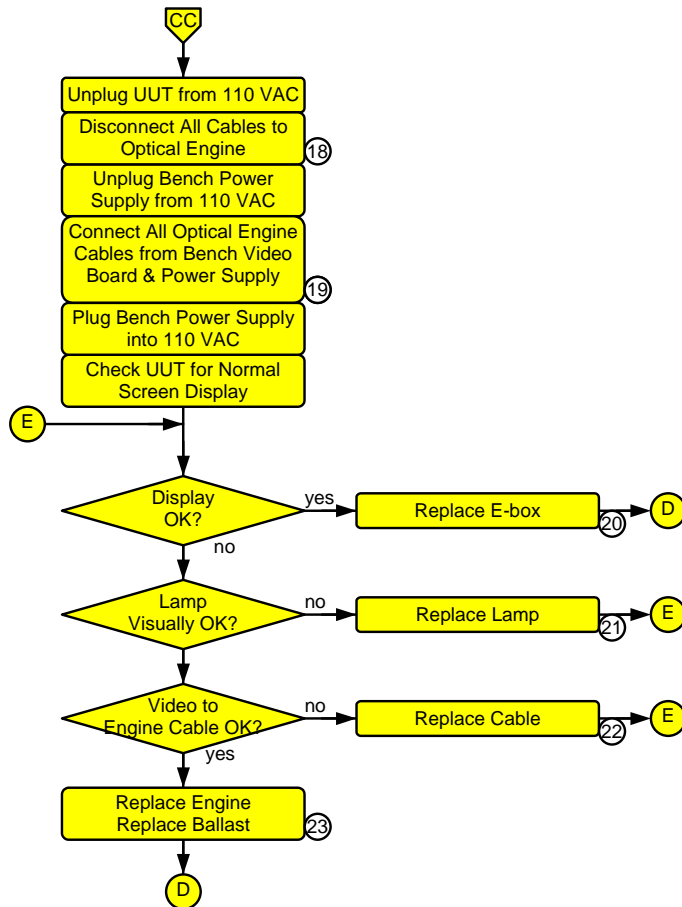 CC
Unplug UUT from 110 VAC
Disconnect All Cables to
Optical Engine
18
Unplug Bench Power
Supply from 110 VAC
Connect All Optical Engine
Cables from Bench Video
Board & Power Supply
19
Plug Bench Power Supply
into 110 VAC
Check UUT for Normal
Screen Display
E
Display
OK?
yes
Replace E-box
20
D
no
Lamp
Visually OK?
no
Replace Lamp
21
E
Video to
Engine Cable OK?
no
Replace Cable
22
E
yes
Replace Engine
Replace Ballast
23
D